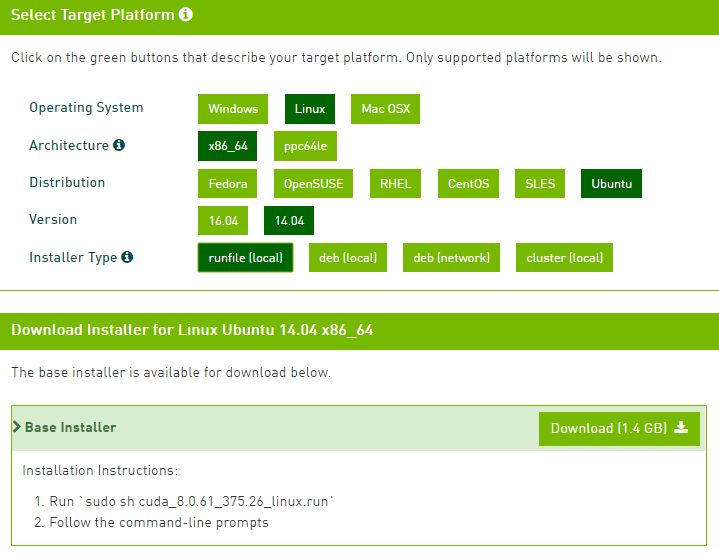 Select Target Platform
Click on the green buttons that describe your target platform. Only supported platforms will be shown.
Operating System Windows Linux Mac OSX
Architecture x86_64 ppc64le
Distribution Fedora OpenSUSE RHEL CentOS SLES Ubuntu
Version 16.04 14.04
Installer Type runfile (local) deb (local) deb (network) cluster (local)
Download Installer for Linux Ubuntu 14.04 x86_64
The base installer is available for download below.
Base Installer Download (1.4 GB)
Installation Instructions:
1. Run `sudo sh cuda_8.0.61_375.26_linux.run`
2. Follow the command-line prompts